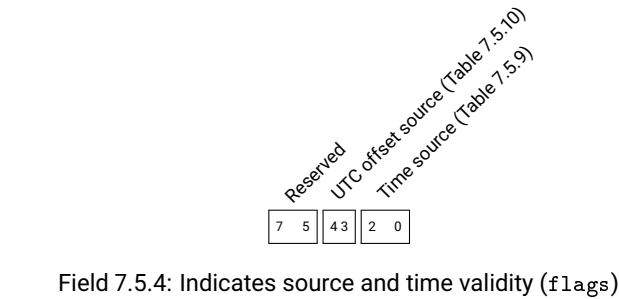 Reserved
UTC offset source (Table 7.5.10)
Time source (Table 7.5.9)
7 5 4 3 2 0
Field 7.5.4: Indicates source and time validity (flags)